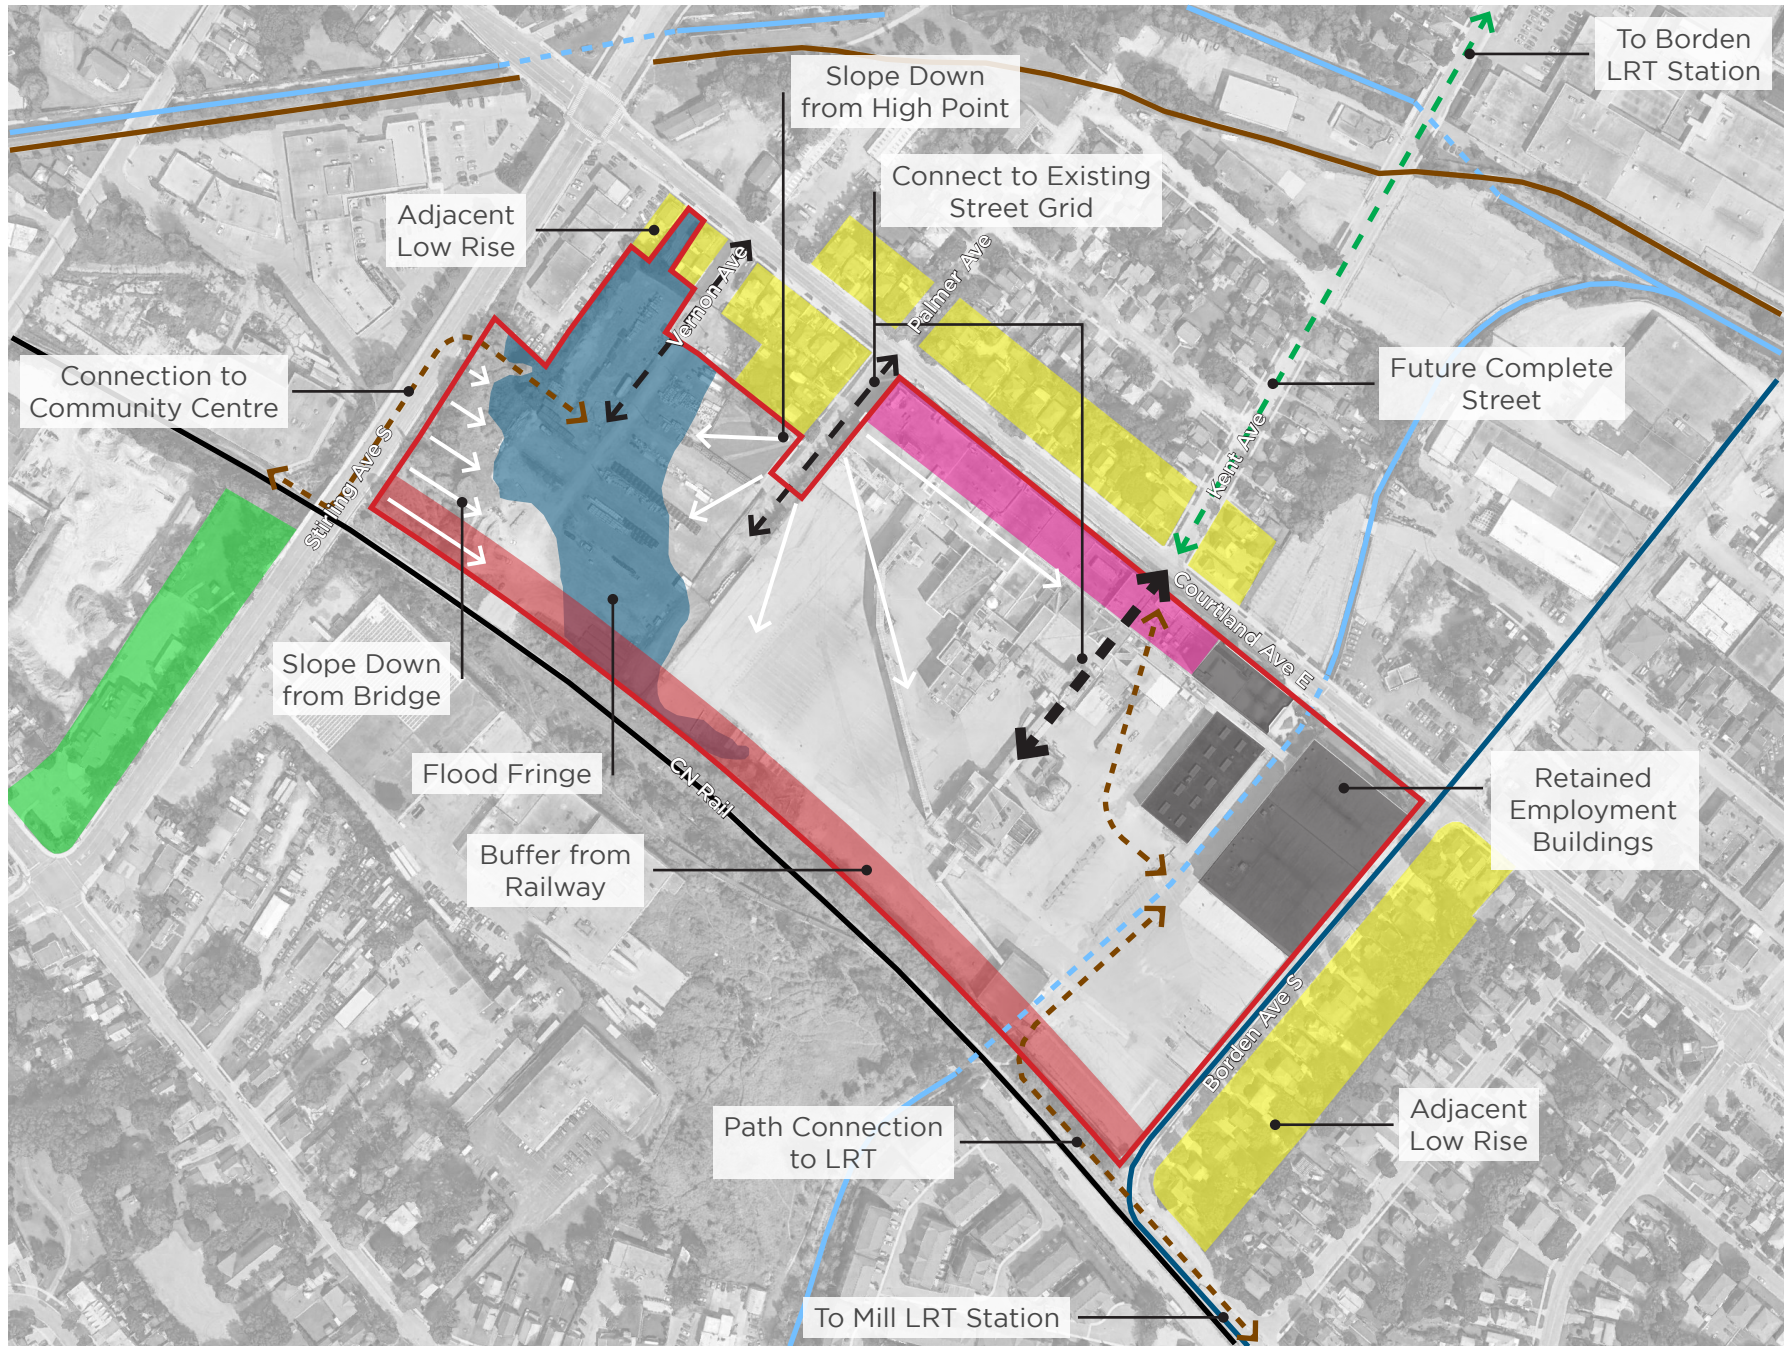 To Borden
LRT Station
Slope Down
from High Point
Connect to Existing
Street Grid
Adjacent
Low Rise
Vernon Ave
Palmer Ave
Connection to
Community Centre
Future Complete
Street
Kent Ave
Stirling Ave S
Courtland Ave E
Slope Down
from Bridge
Flood Fringe
CN Rail
Retained
Employment
Buildings
Buffer from
Railway
Borden Ave S
Path Connection
to LRT
Adjacent
Low Rise
To Mill LRT Station